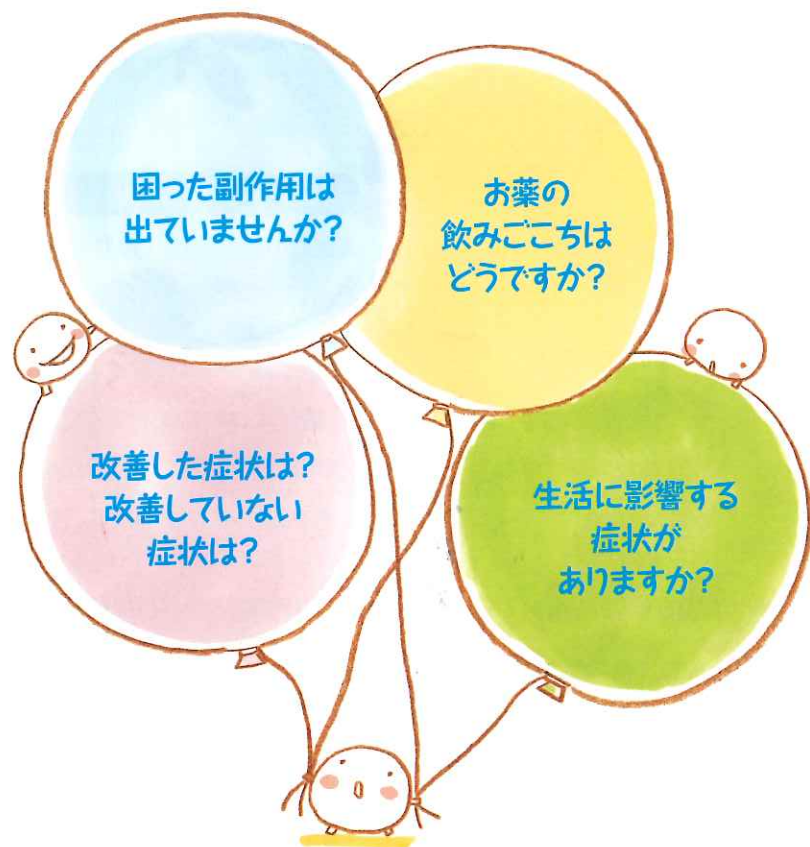 困った副作用は
出ていませんか?
お薬の
飲みごこちは
どうですか?
改善した症状は?
改善していない
症状は?
生活に影響する
症状が
ありますか?